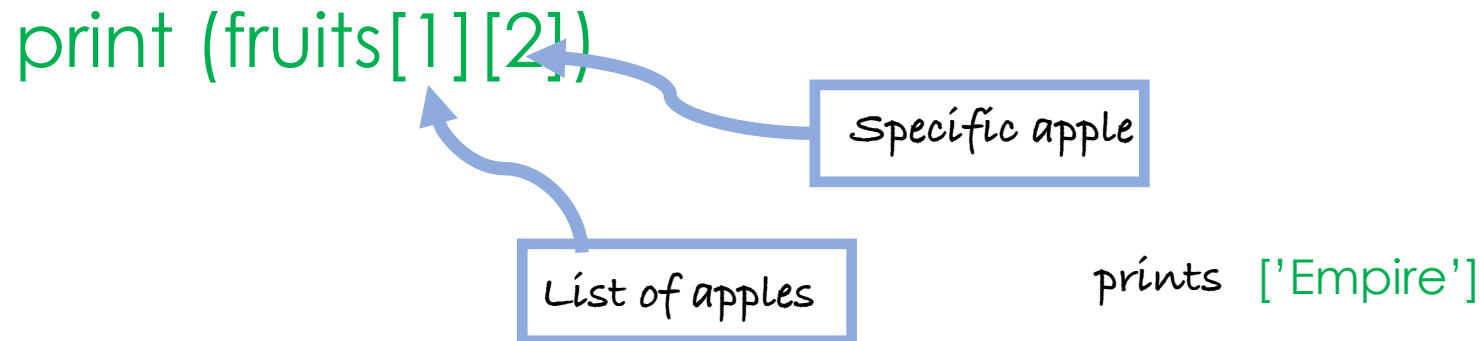 print (fruits[1][2])
Specific apple
List of apples
prints [’Empire’]